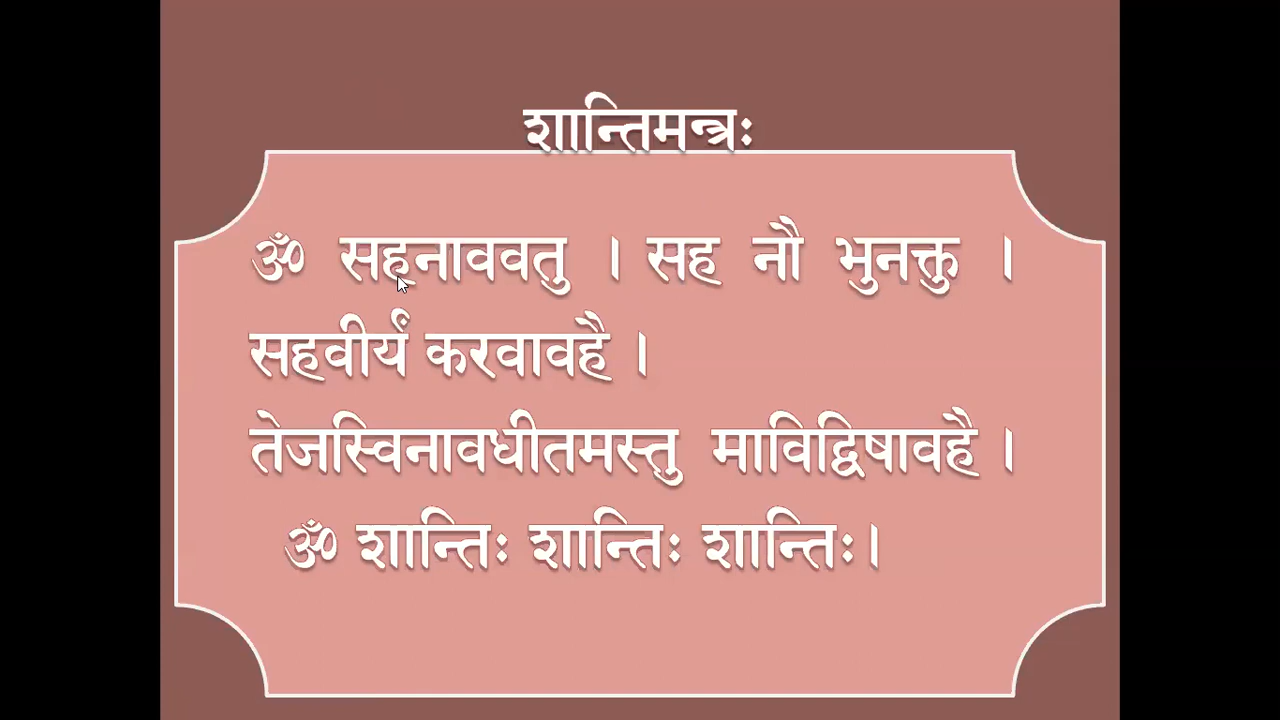 शान्तिमन्त्रः
ॐ सहनाववतु । सह नौ भुनक्तु ।
सहवीर्यं करवावहै ।
तेजस्विनावधीतमस्तु माविद्विषावहै ।
ॐ शान्तिः शान्तिः शान्तिः।